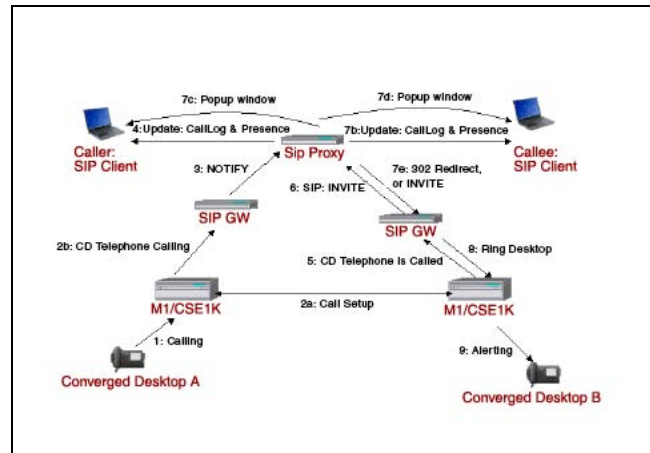 7c: Popup window
7d: Popup window
4:Update: CallLog & Presence
7b:Update: CallLog & Presence
Caller:
SIP Client
Sip Proxy
Callee:
SIP Client
3: NOTIFY
7e: 302 Redirect,
or INVITE
6: SIP: INVITE
SIP GW
SIP GW
2b: CD Telephone Calling
8: Ring Desktop
5: CD Telephone is Called
M1/CSE1K
2a: Call Setup
M1/CSE1K
1: Calling
9: Alerting
Converged Desktop A
Converged Desktop B